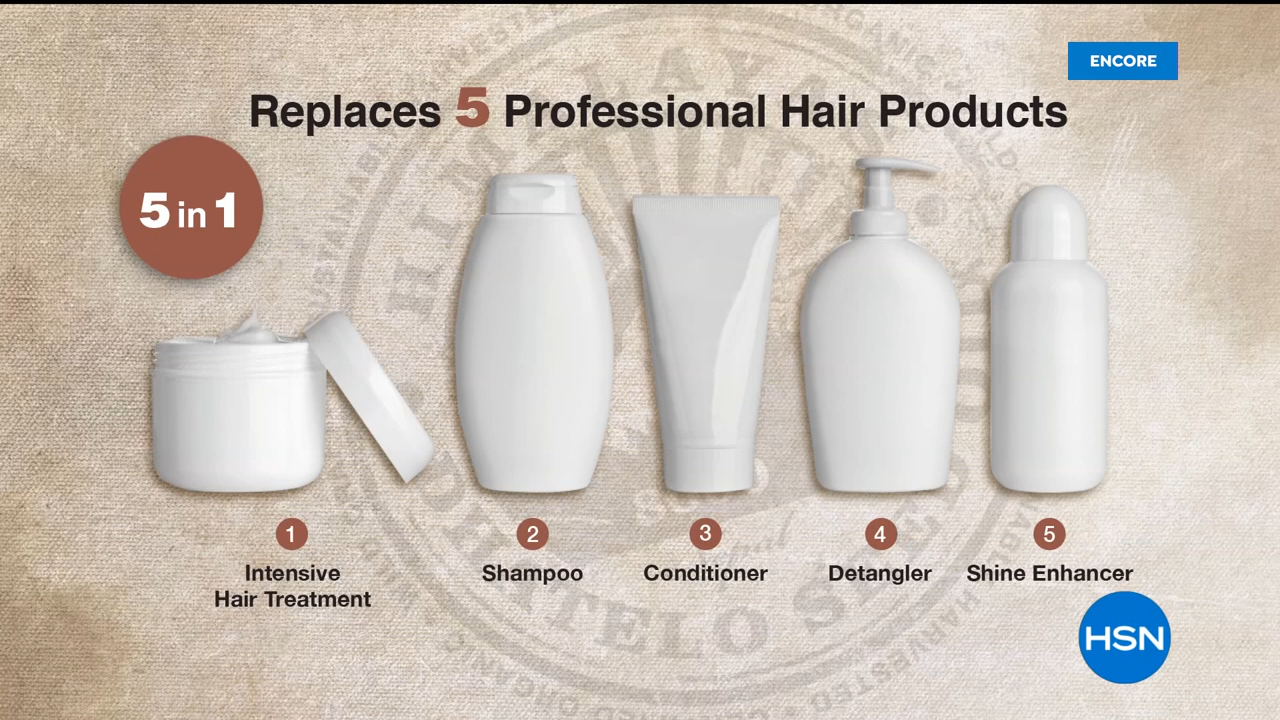 ENCORE
Replaces 5 Professional Hair Products
5 in 1
1
2
3
4
5
Intensive
Hair Treatment
Shampoo
Conditioner
Detangler
Shine Enhancer
HSN